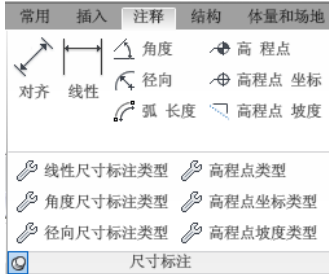 常用 插入 注释 结构 体量和场地
对齐 线性 角度 高 程点
径向 高程点 坐标
弧 长度 高程点 坡度
线性尺寸标注类型 高程点类型
角度尺寸标注类型 高程点坐标类型
径向尺寸标注类型 高程点坡度类型
尺寸标注